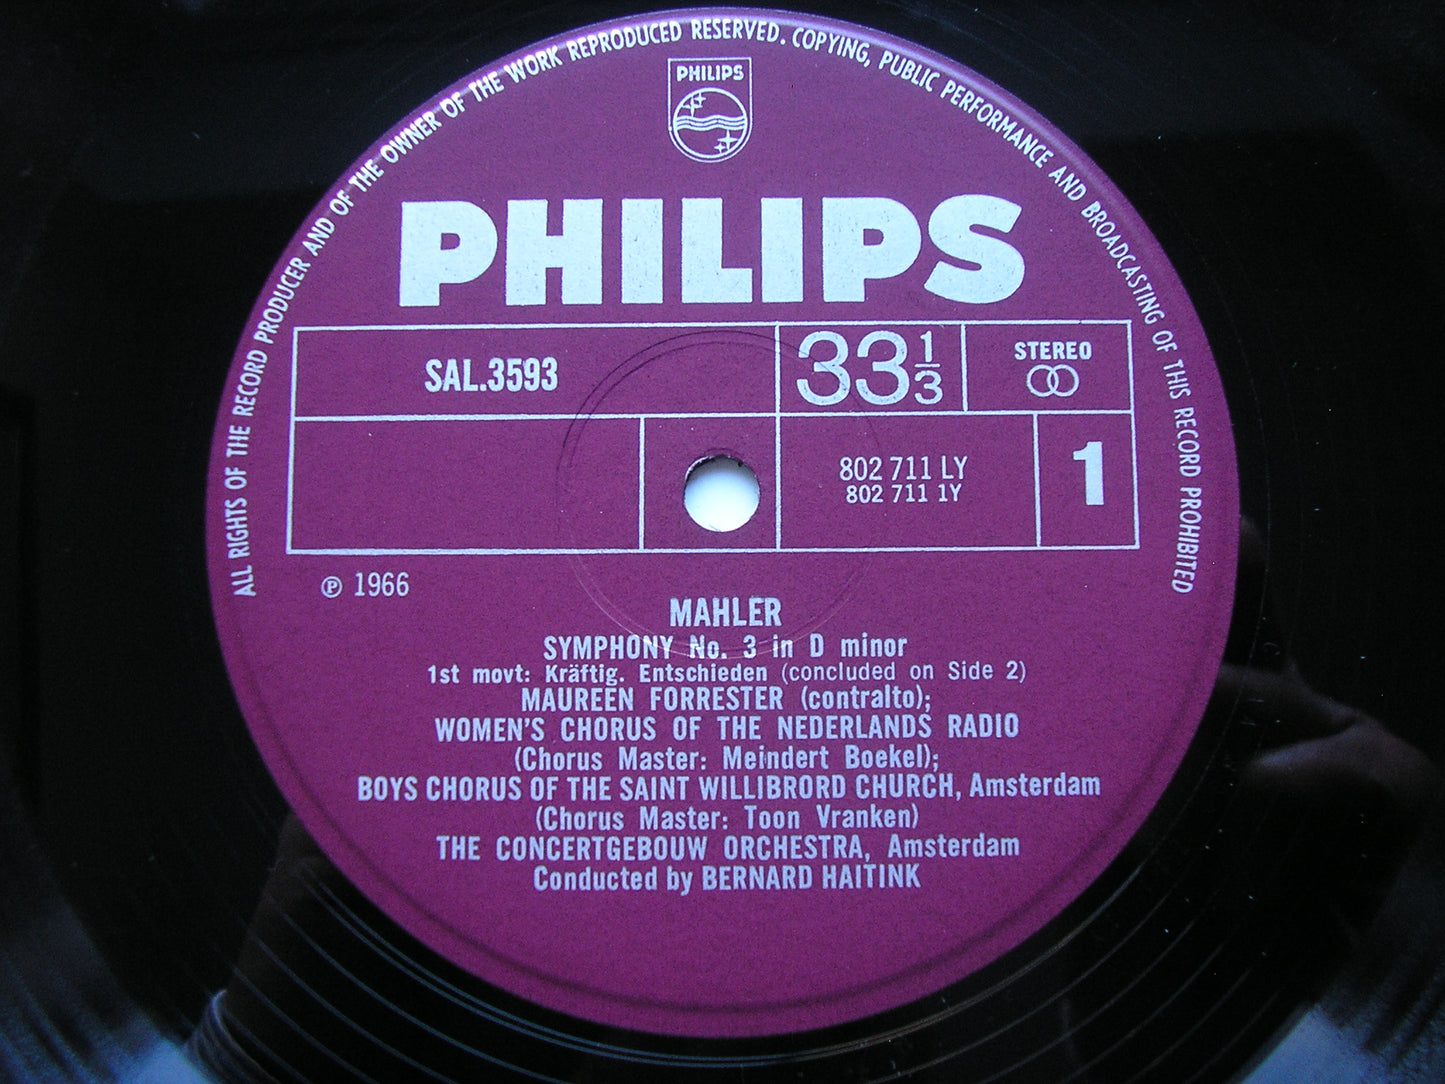 ALL RIGHTS OF THE RECORD PRODUCER AND OF THE OWNER OF THE WORK REPRODUCED RESERVED. COPYING, PUBLIC PERFORMANCE AND BROADCASTING OF THIS RECORD PROHIBITED
PHILIPS
PHILIPS
SAL.3593
33 1/3
STEREO
802 711 LY
802 711 1Y
1
℗ 1966
MAHLER
SYMPHONY No. 3 in D minor
1st movt: Kräftig. Entschieden (concluded on Side 2)
MAUREEN FORRESTER (contralto);
WOMEN'S CHORUS OF THE NEDERLANDS RADIO
(Chorus Master: Meindert Boekel);
BOYS CHORUS OF THE SAINT WILLIBRORD CHURCH, Amsterdam
(Chorus Master: Toon Vranken)
THE CONCERTGEBOUW ORCHESTRA, Amsterdam
Conducted by BERNARD HAITINK